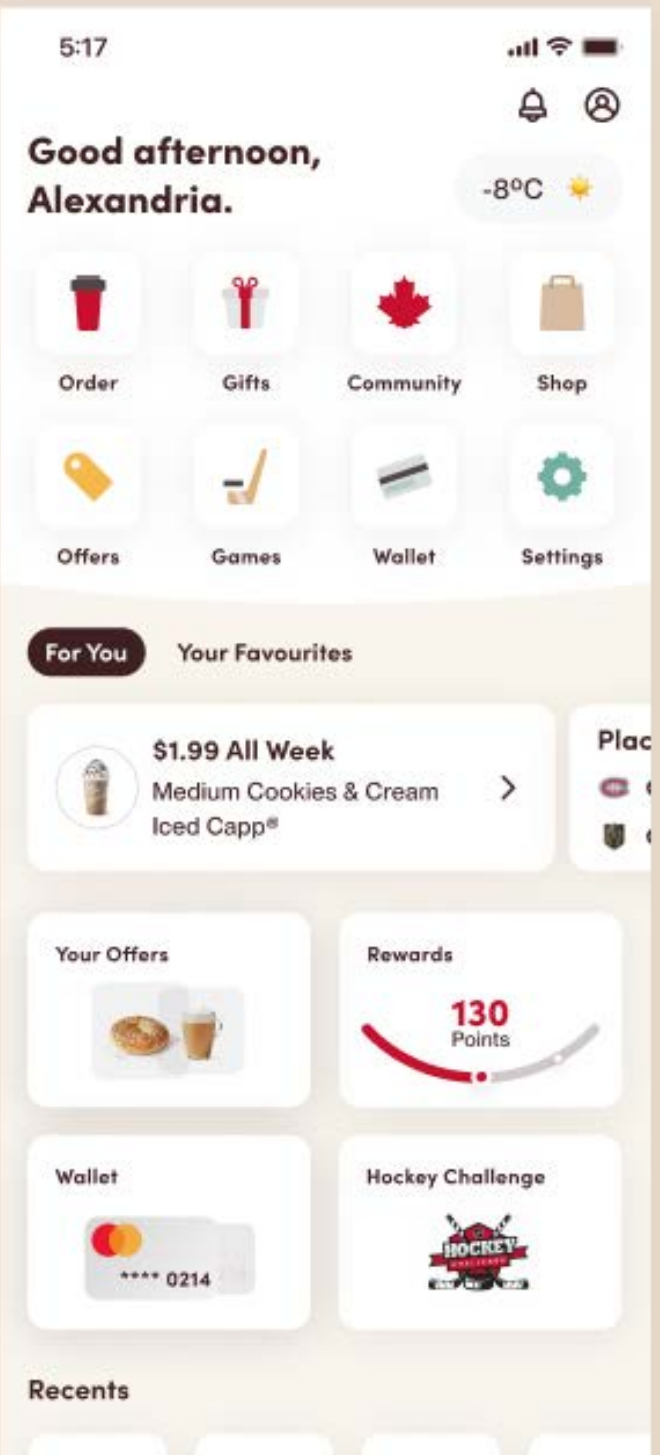 5:17
Good afternoon,
Alexandria.
-8°C
Order
Gifts
Community
Shop
Offers
Games
Wallet
Settings
For You
Your Favourites
$1.99 All Week
Medium Cookies & Cream
Iced Capp®
Your Offers
Rewards
130
Points
Wallet
**** 0214
Hockey Challenge
HOCKEY
Recents